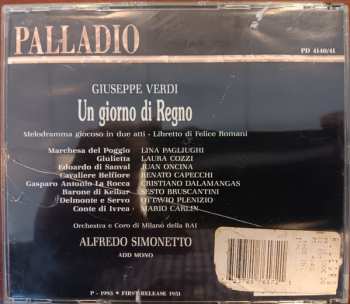 PALLADIO
PD 4140/41
GIUSEPPE VERDI
Un giorno di Regno
Melodramma giocoso in due atti - Libretto di Felice Romani
Marchesa del Poggio LINA PAGLIUGHI
Giulietta LAURA COZZI
Edoardo di Sanval JUAN ONCINA
Cavaliere Belfiore RENATO CAPECCHI
Gasparo Antonio La Rocca CRISTIANO DALAMANGAS
Barone di Kelbar SESTO BRUSCANTINI
Delmonte e Servo OTTAVIO PLENIZIO
Conte di Ivrea MARIO CARLIN
Orchestra e Coro di Milano della RAI
ALFREDO SIMONETTO
ADD MONO
P - 1993 • FIRST RELEASE 1951